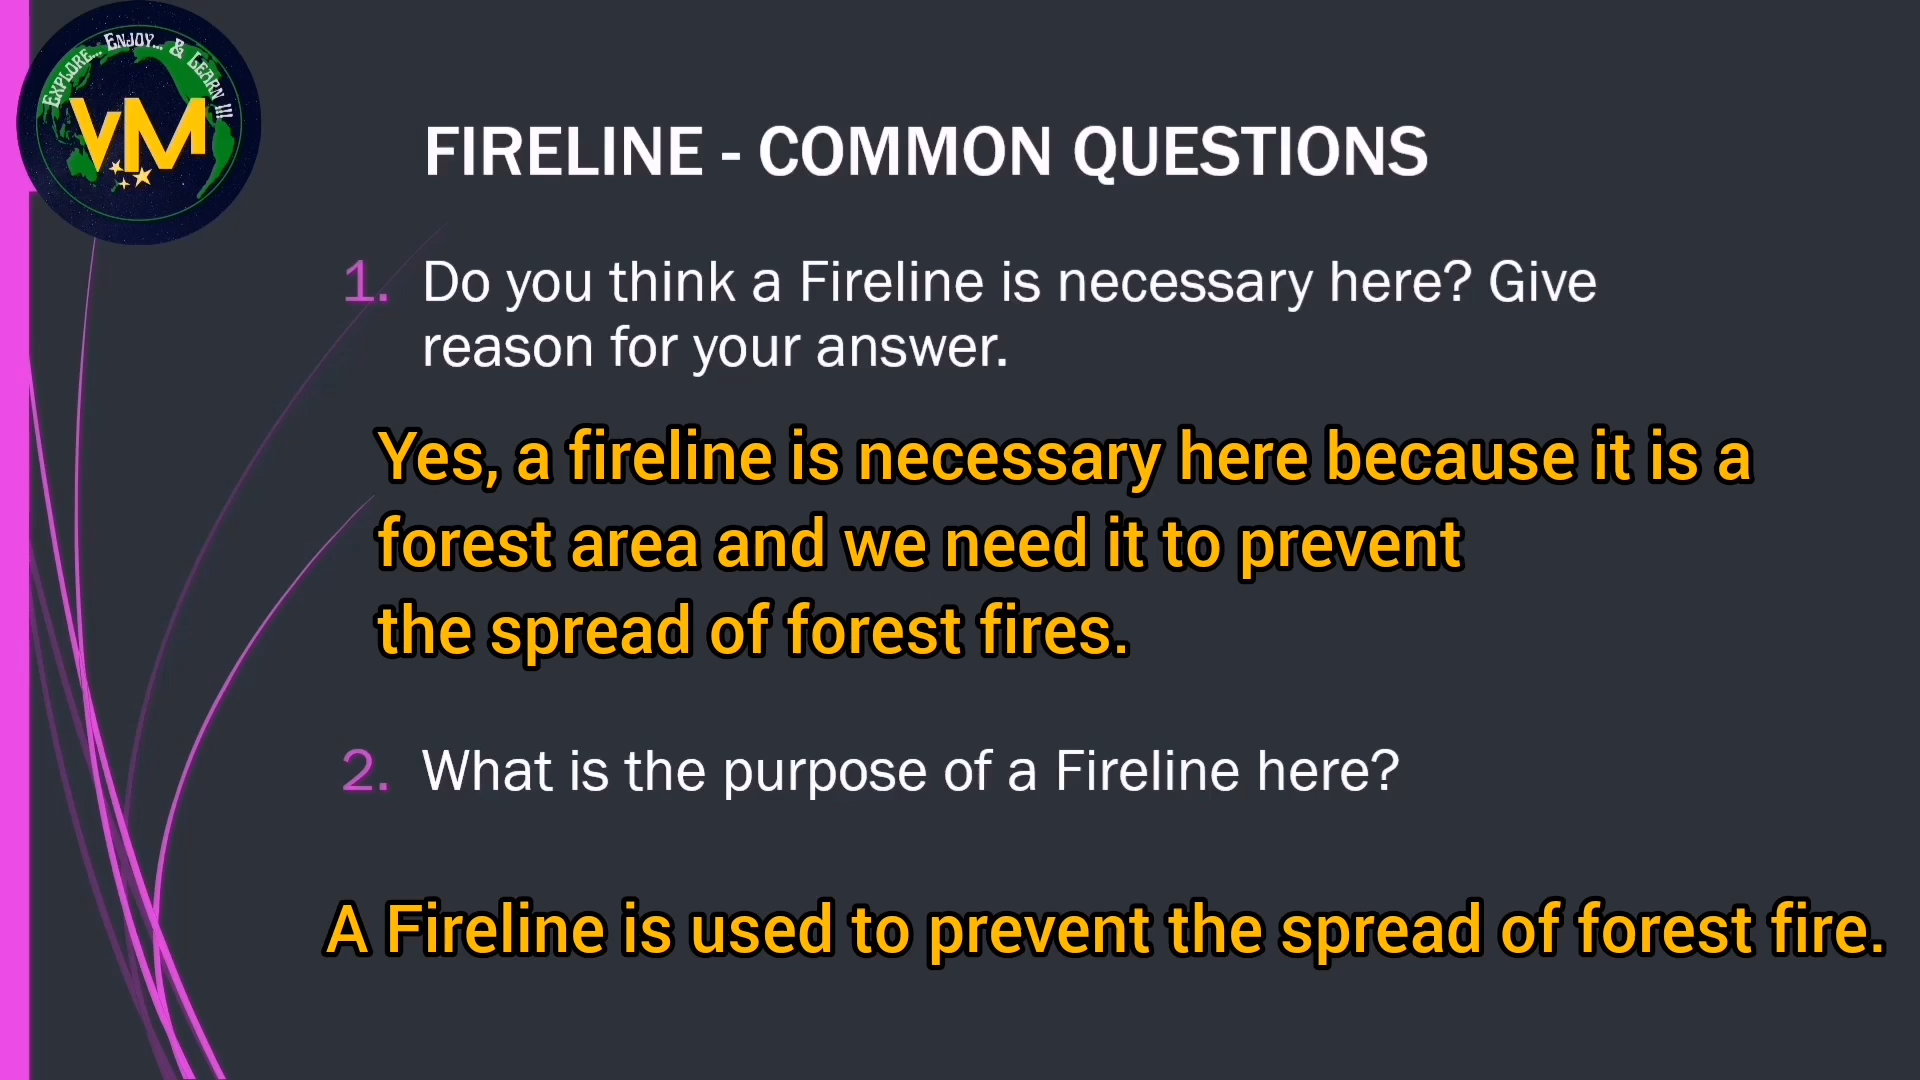 EXPLORE... ENJOY... & LEARN !!!
VM
FIRELINE - COMMON QUESTIONS
1. Do you think a Fireline is necessary here? Give
reason for your answer.
Yes, a fireline is necessary here because it is a
forest area and we need it to prevent
the spread of forest fires.
2. What is the purpose of a Fireline here?
A Fireline is used to prevent the spread of forest fire.